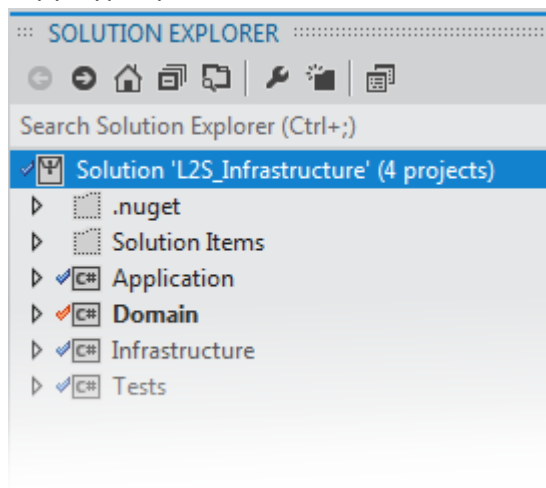 SOLUTION EXPLORER
Search Solution Explorer (Ctrl+;)
Solution 'L2S_Infrastructure' (4 projects)
.nuget
Solution Items
C# Application
C# Domain
C# Infrastructure
C# Tests